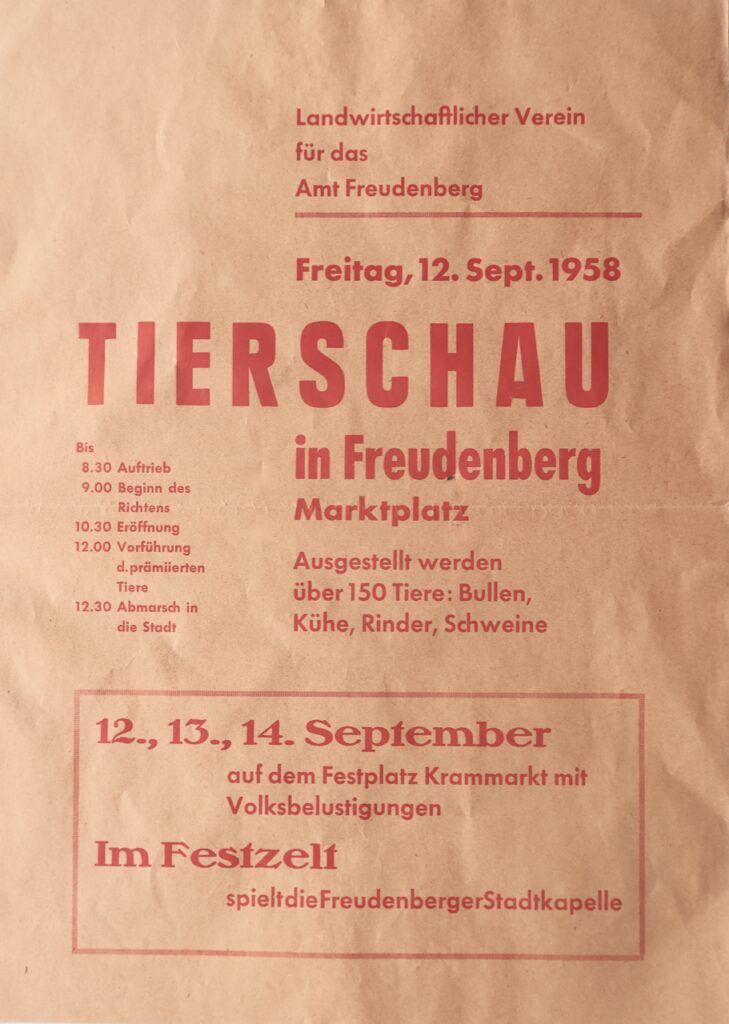 Landwirtschaftlicher Verein
für das
Amt Freudenberg
Freitag, 12. Sept. 1958
TIERSCHAU
in Freudenberg
Marktplatz
Bis
8.30 Auftrieb
9.00 Beginn des
Richtens
10.30 Eröffnung
12.00 Vorführung
d.prämiierten
Tiere
12.30 Abmarsch in
die Stadt
Ausgestellt werden
über 150 Tiere: Bullen,
Kühe, Rinder, Schweine
12., 13., 14. September
auf dem Festplatz Krammarkt mit
Volksbelustigungen
Im Festzelt
spieltdieFreudenbergerStadtkapelle